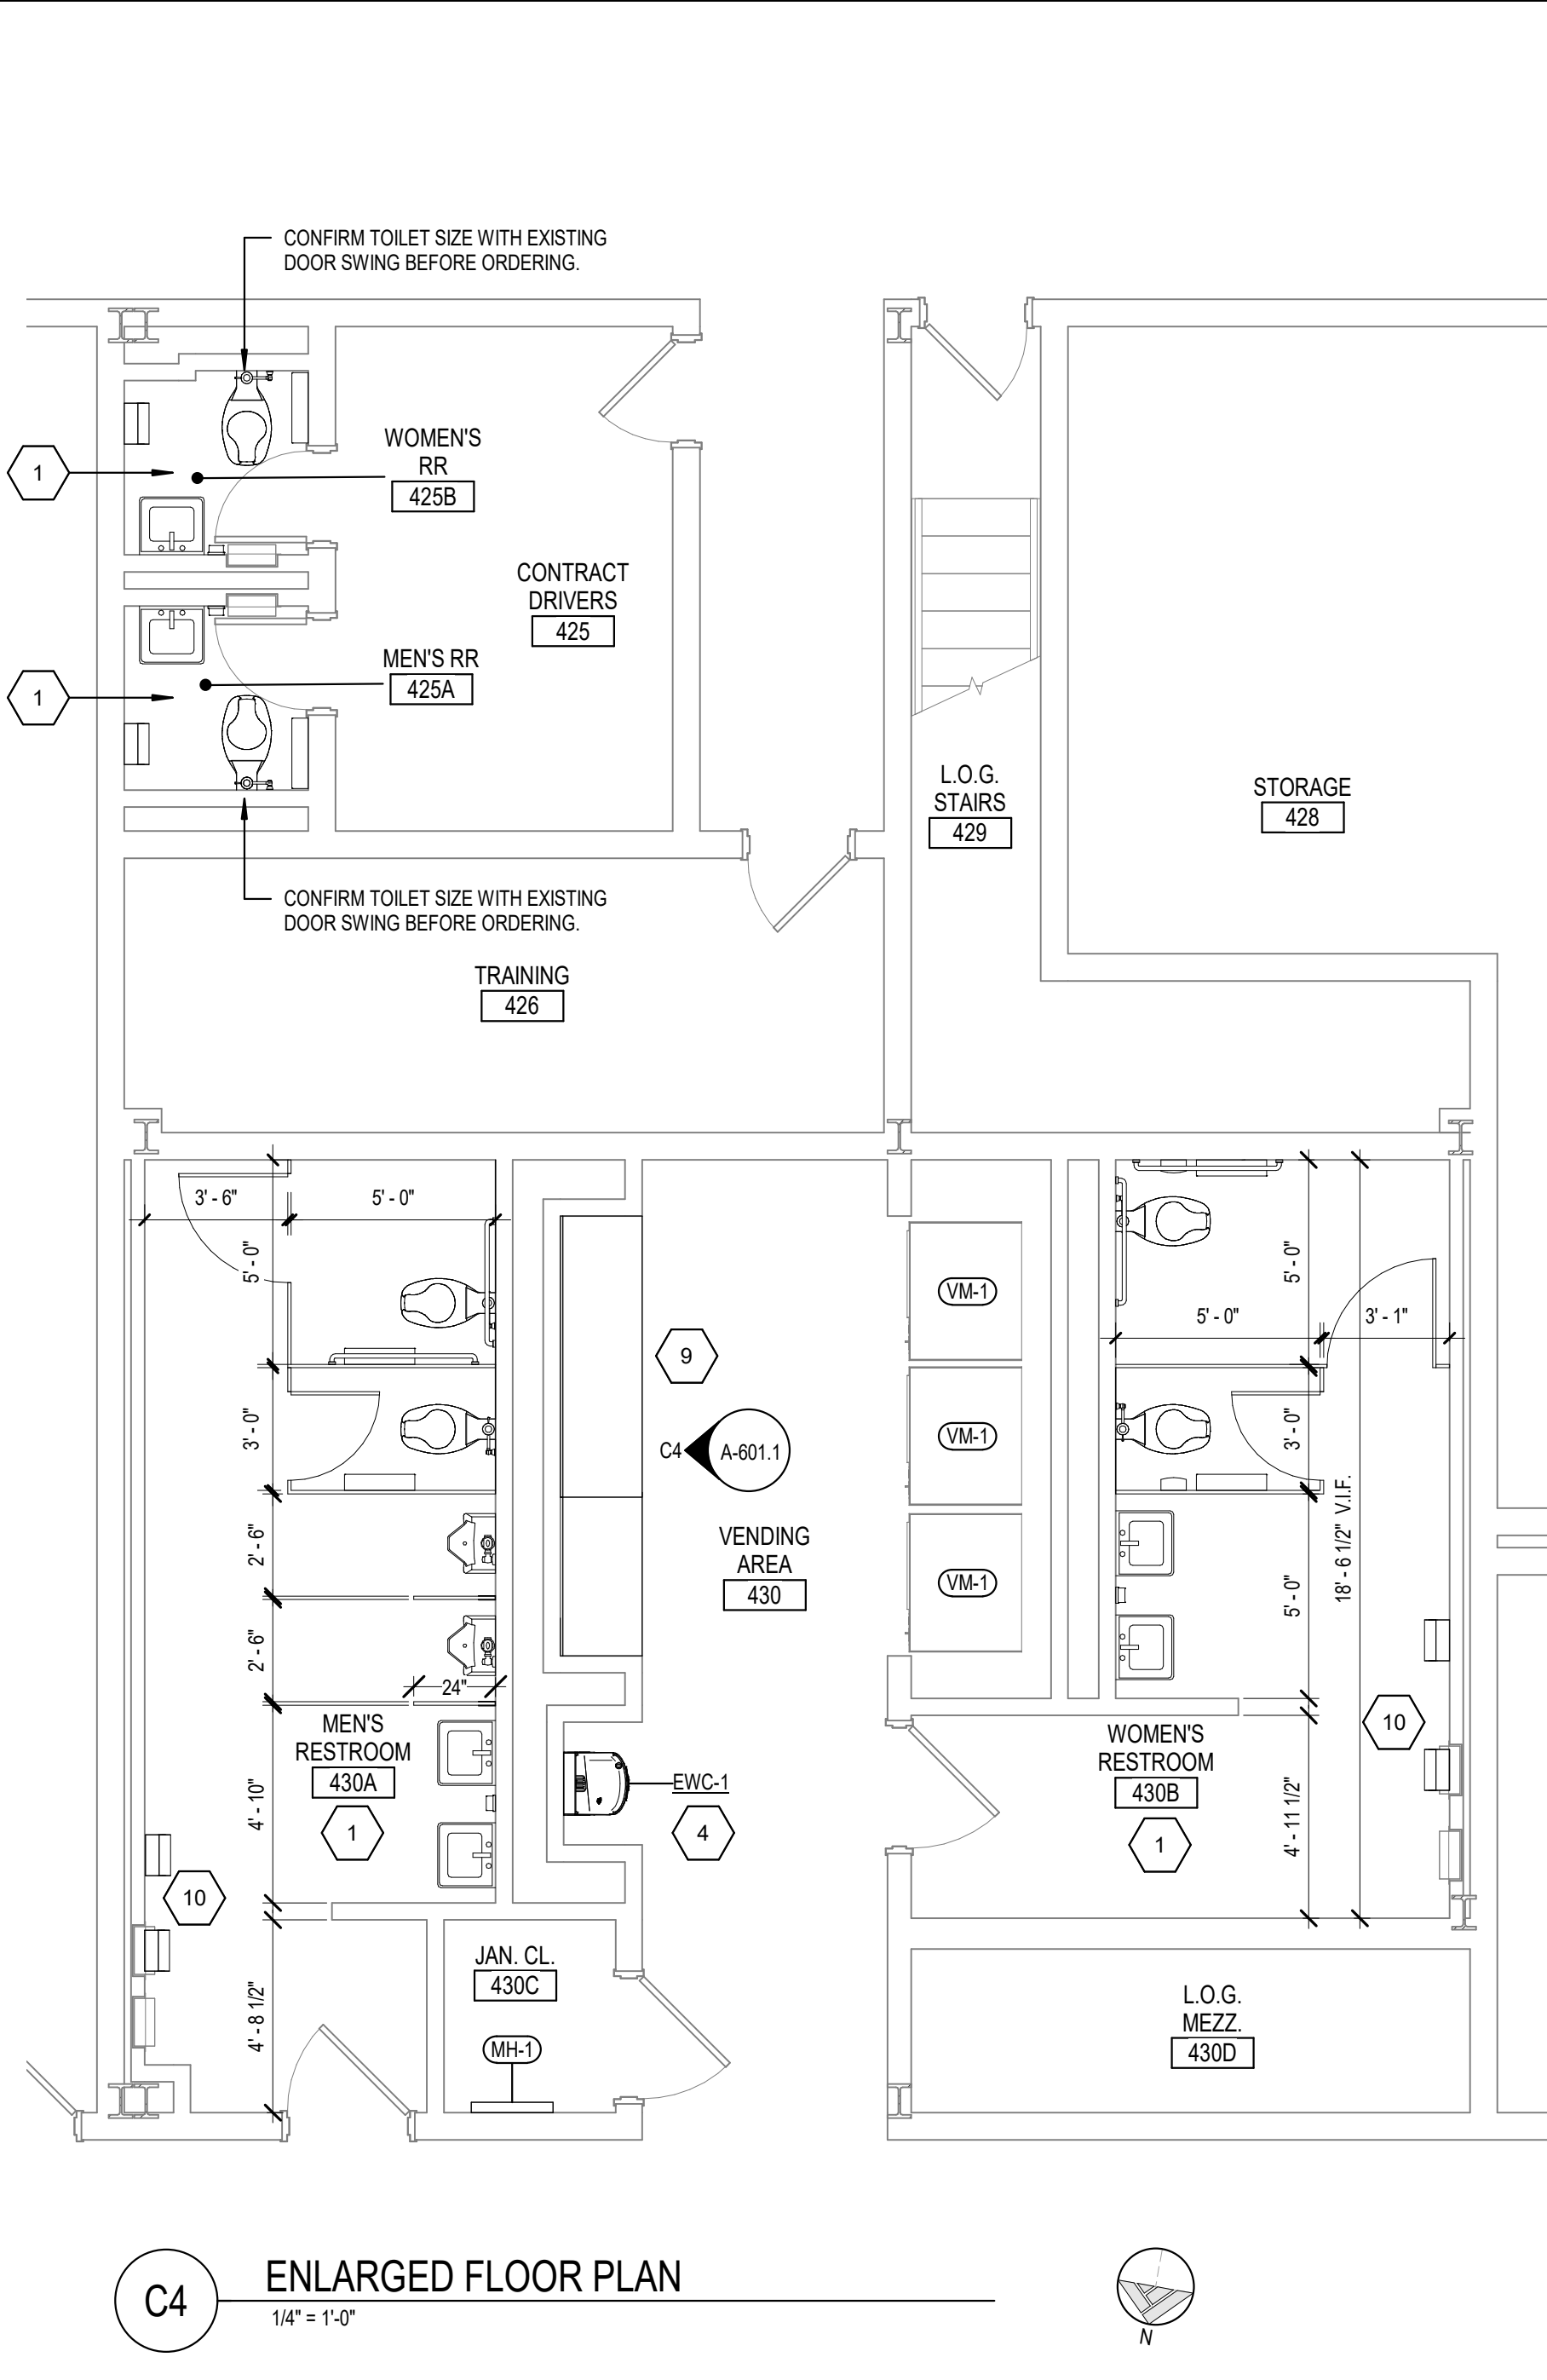 CONFIRM TOILET SIZE WITH EXISTING
DOOR SWING BEFORE ORDERING.
WOMEN'S
RR
425B
1
CONTRACT
DRIVERS
425
MEN'S RR
425A
1
L.O.G.
STAIRS
429
STORAGE
428
CONFIRM TOILET SIZE WITH EXISTING
DOOR SWING BEFORE ORDERING.
TRAINING
426
3' - 6"
5' - 0"
5' - 0"
3' - 0"
2' - 6"
2' - 6"
24"
4' - 10"
4' - 8 1/2"
MEN'S
RESTROOM
430A
1
10
9
C4
A-601.1
VENDING
AREA
430
VM-1
VM-1
VM-1
EWC-1
4
JAN. CL.
430C
MH-1
5' - 0"
5' - 0"
3' - 1"
3' - 0"
18' - 6 1/2" V.I.F.
5' - 0"
4' - 11 1/2"
WOMEN'S
RESTROOM
430B
1
10
L.O.G.
MEZZ.
430D
C4
ENLARGED FLOOR PLAN
1/4" = 1'-0"
N